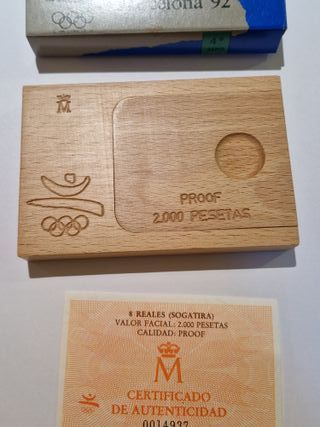 Barcelona '92
PROOF
2.000 PESETAS
8 REALES (SOGATIRA)
VALOR FACIAL: 2.000 PESETAS
CALIDAD: PROOF
M
CERTIFICADO
DE AUTENTICIDAD
0014937